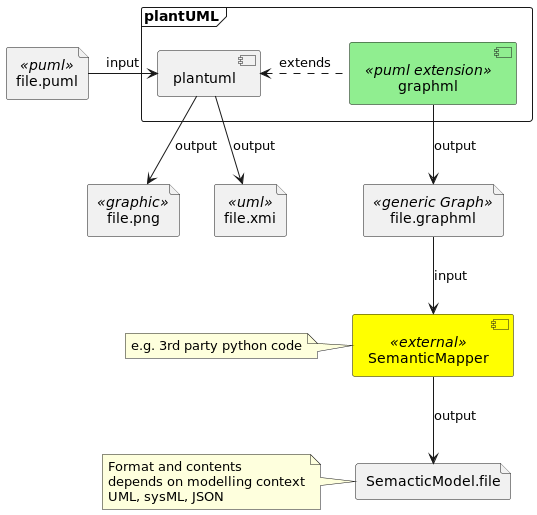 plantUML
«puml»
file.puml
input
plantuml
extends
«puml extension»
graphml
output
output
output
«graphic»
file.png
«uml»
file.xmi
«generic Graph»
file.graphml
input
e.g. 3rd party python code
«external»
SemanticMapper
output
Format and contents
depends on modelling context
UML, sysML, JSON
SemacticModel.file